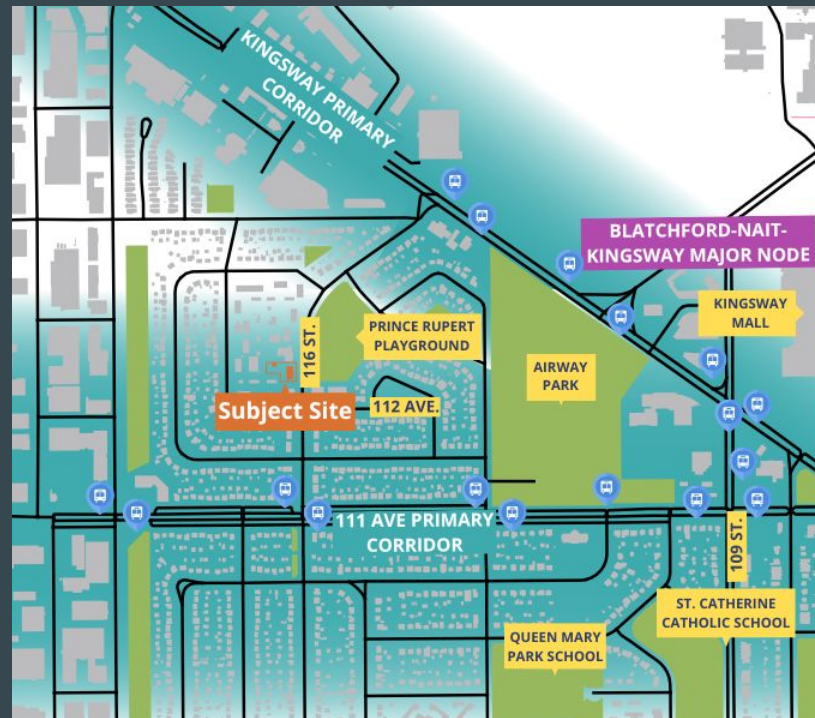 KINGSWAY PRIMARY
CORRIDOR
BLATCHFORD-NAIT-
KINGSWAY MAJOR NODE
KINGSWAY
MALL
116 ST.
PRINCE RUPERT
PLAYGROUND
AIRWAY
PARK
Subject Site
112 AVE.
111 AVE PRIMARY
CORRIDOR
109 ST.
ST. CATHERINE
CATHOLIC SCHOOL
QUEEN MARY
PARK SCHOOL